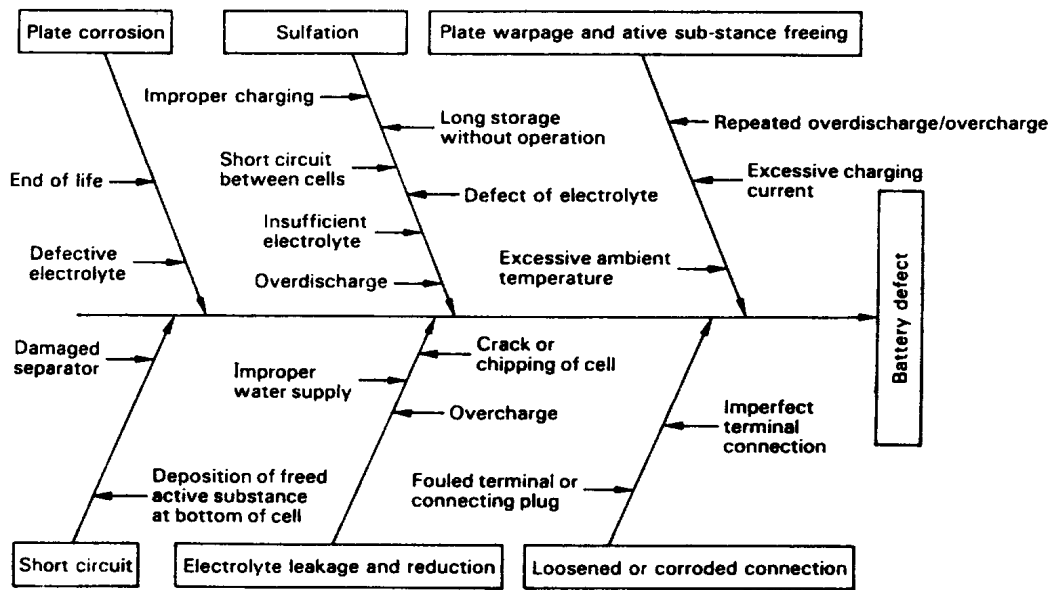 Plate corrosion
Sulfation
Plate warpage and ative sub-stance freeing
Improper charging
Long storage
without operation
Repeated overdischarge/overcharge
End of life
Short circuit
between cells
Defect of electrolyte
Excessive charging
current
Insufficient
electrolyte
Defective
electrolyte
Overdischarge
Excessive ambient
temperature
Battery defect
Damaged
separator
Improper
water supply
Crack or
chipping of cell
Overcharge
Imperfect
terminal
connection
Deposition of freed
active substance
at bottom of cell
Fouled terminal or
connecting plug
Short circuit
Electrolyte leakage and reduction
Loosened or corroded connection